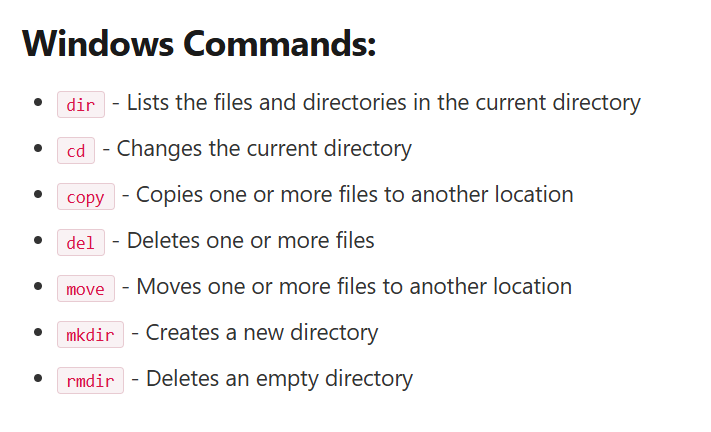 Windows Commands:
• dir - Lists the files and directories in the current directory
• cd - Changes the current directory
• copy - Copies one or more files to another location
• del - Deletes one or more files
• move - Moves one or more files to another location
• mkdir - Creates a new directory
• rmdir - Deletes an empty directory